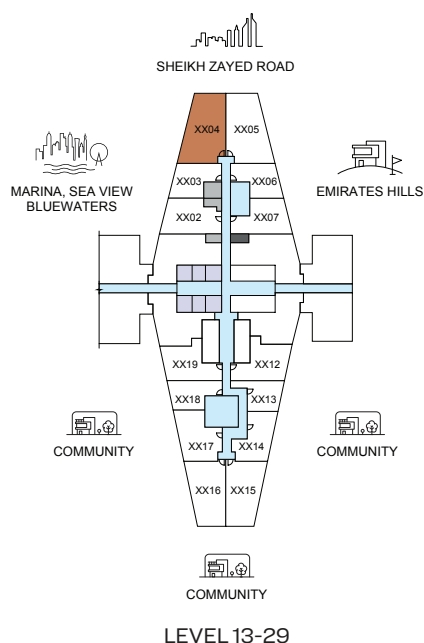 SHEIKH ZAYED ROAD
XX04
XX05
MARINA, SEA VIEW
BLUEWATERS
XX03
XX06
EMIRATES HILLS
XX02
XX07
XX19
XX12
XX18
XX13
COMMUNITY
XX17
XX14
COMMUNITY
XX16
XX15
COMMUNITY
LEVEL 13-29